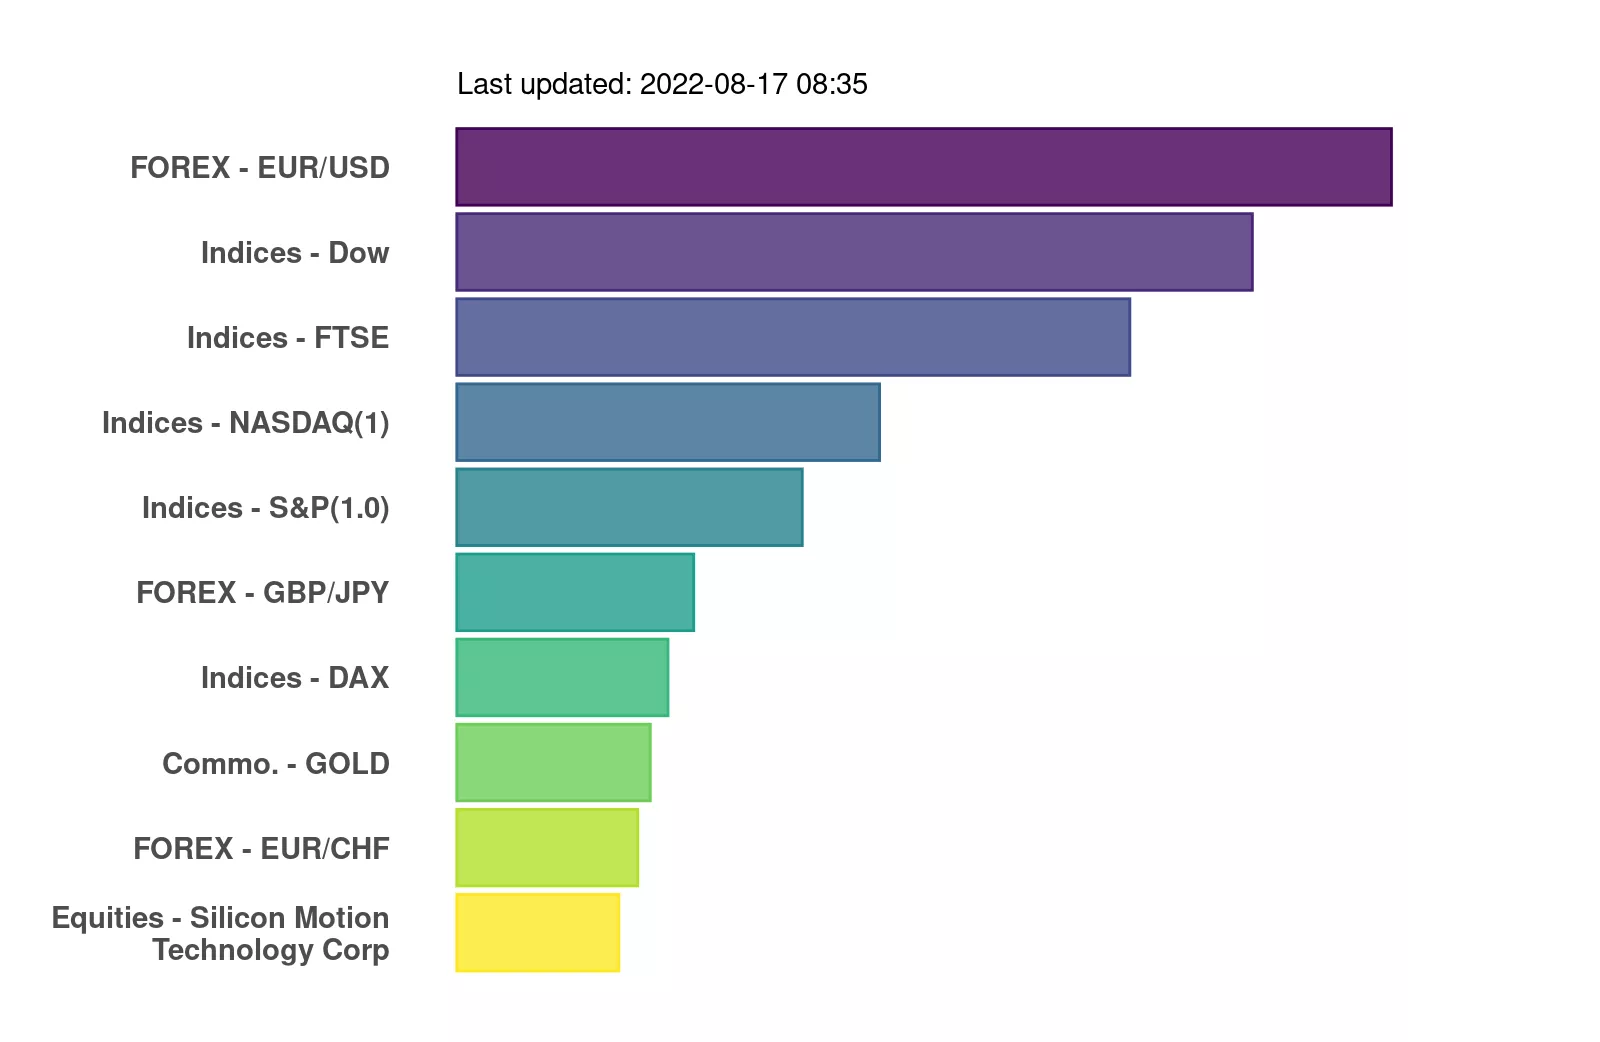 Last updated: 2022-08-17 08:35
FOREX - EUR/USD
Indices - Dow
Indices - FTSE
Indices - NASDAQ(1)
Indices - S&P(1.0)
FOREX - GBP/JPY
Indices - DAX
Commo. - GOLD
FOREX - EUR/CHF
Equities - Silicon Motion
Technology Corp